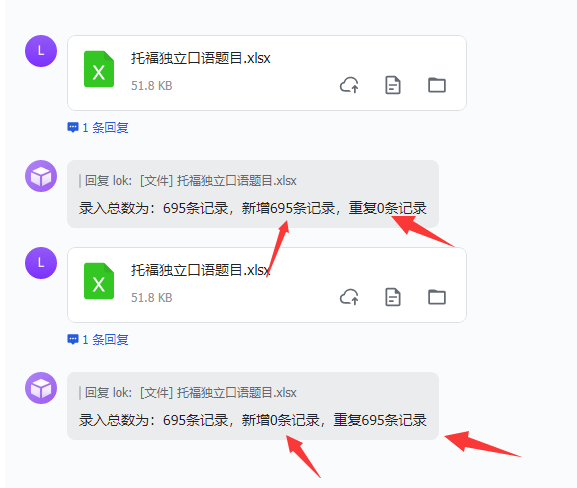 L
托福独立口语题目.xlsx
X
51.8 KB
1 条回复
| 回复 lok: [文件] 托福独立口语题目.xlsx
录入总数为：695条记录，新增695条记录，重复0条记录
L
托福独立口语题目.xlsx
X
51.8 KB
1 条回复
| 回复 lok: [文件] 托福独立口语题目.xlsx
录入总数为：695条记录，新增0条记录，重复695条记录